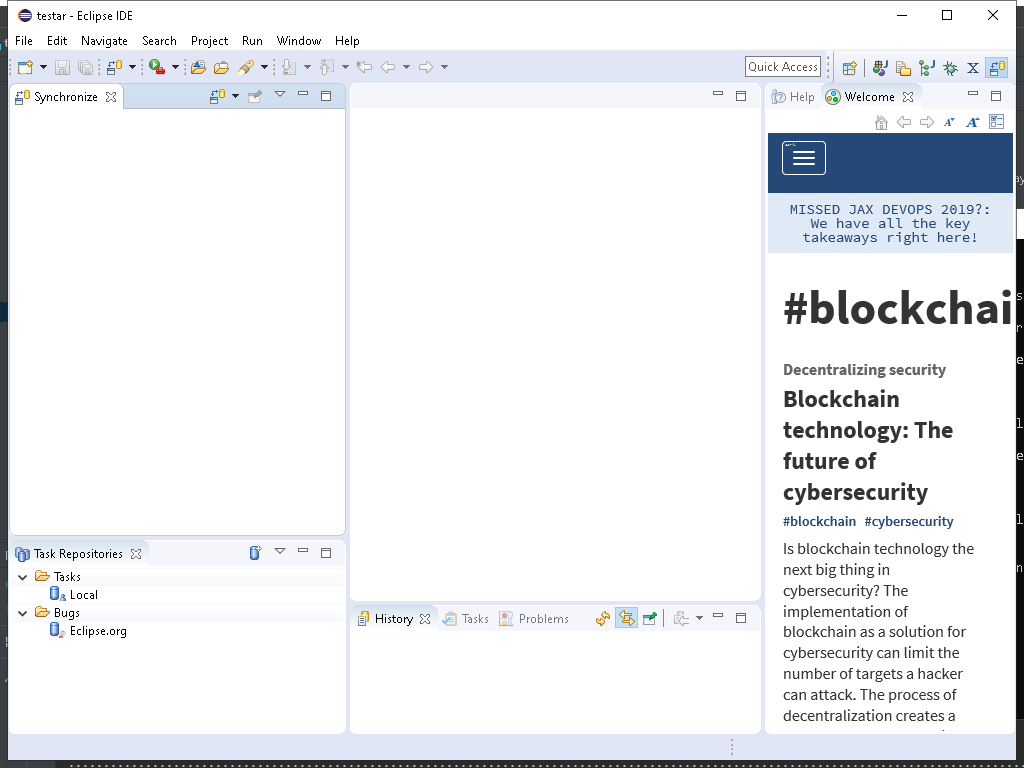 testar - Eclipse IDE
File Edit Navigate Search Project Run Window Help
Quick Access
Synchronize
Help Welcome
MISSED JAX DEVOPS 2019?:
We have all the key
takeaways right here!
#blockchai
Decentralizing security
Blockchain
technology: The
future of
cybersecurity
#blockchain #cybersecurity
Is blockchain technology the
next big thing in
cybersecurity? The
implementation of
blockchain as a solution for
cybersecurity can limit the
number of targets a hacker
can attack. The process of
decentralization creates a
Task Repositories
Tasks
Local
Bugs
Eclipse.org
History Tasks Problems